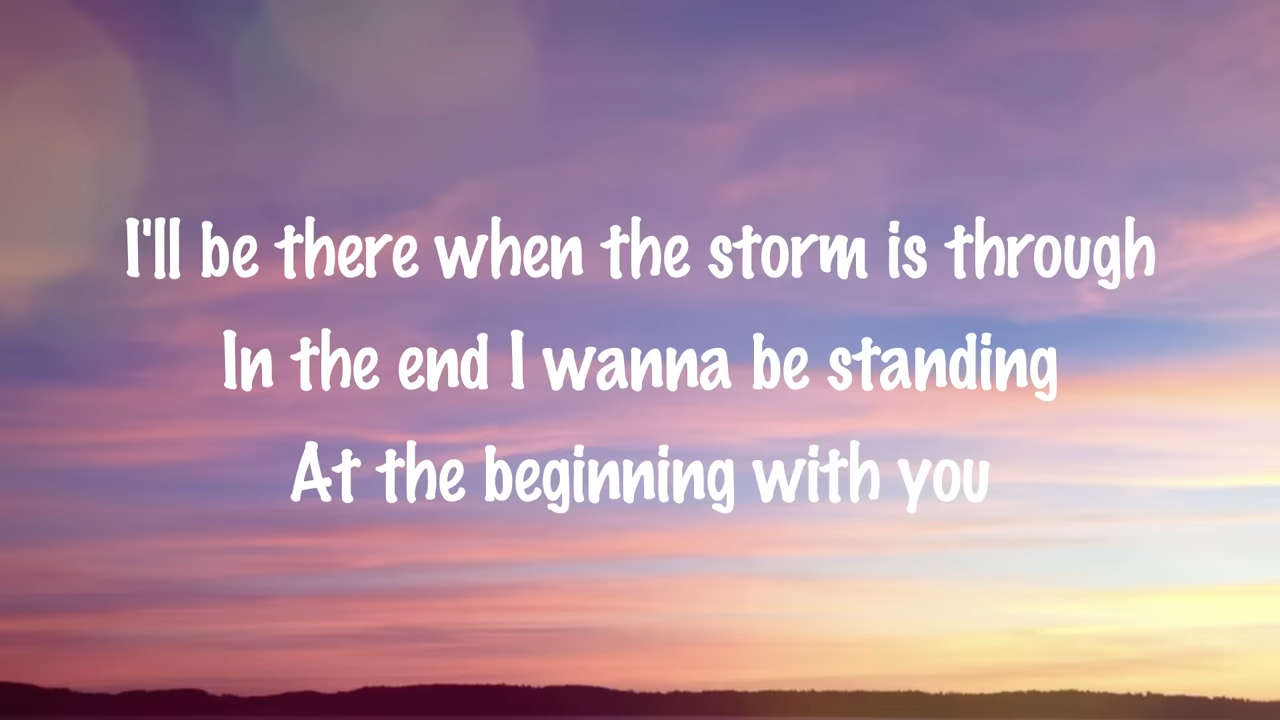 I'll be there when the storm is through
In the end I wanna be standing
At the beginning with you